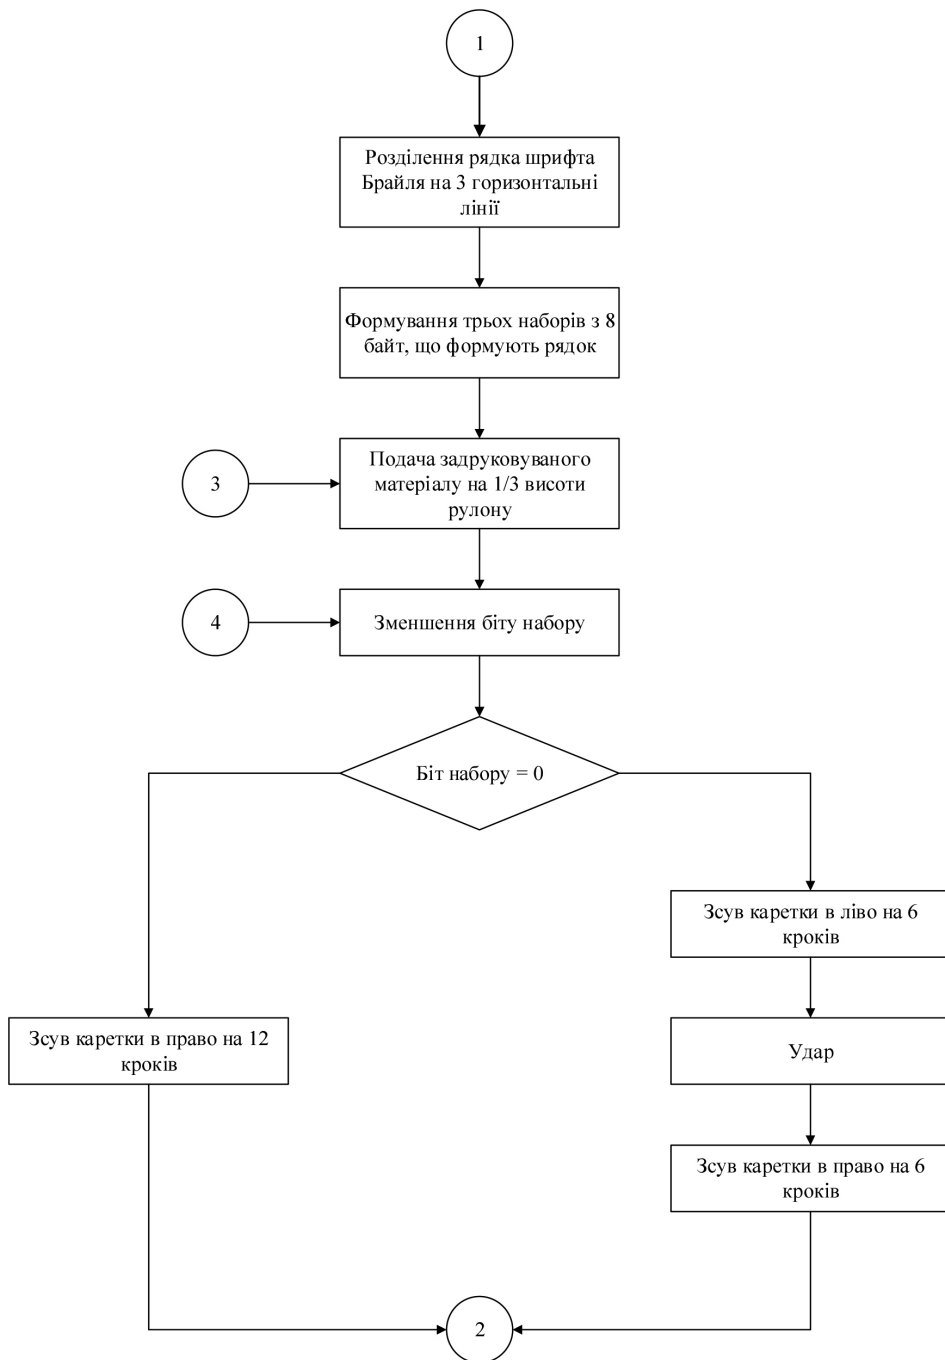 1
Розділення рядка шрифта
Брайля на 3 горизонтальні
лінії
Формування трьох наборів з 8
байт, що формують рядок
3
Подача задруковуваного
матеріалу на 1/3 висоти
рулону
4
Зменшення біту набору
Біт набору = 0
Зсув каретки в ліво на 6
кроків
Зсув каретки в право на 12
кроків
Удар
Зсув каретки в право на 6
кроків
2